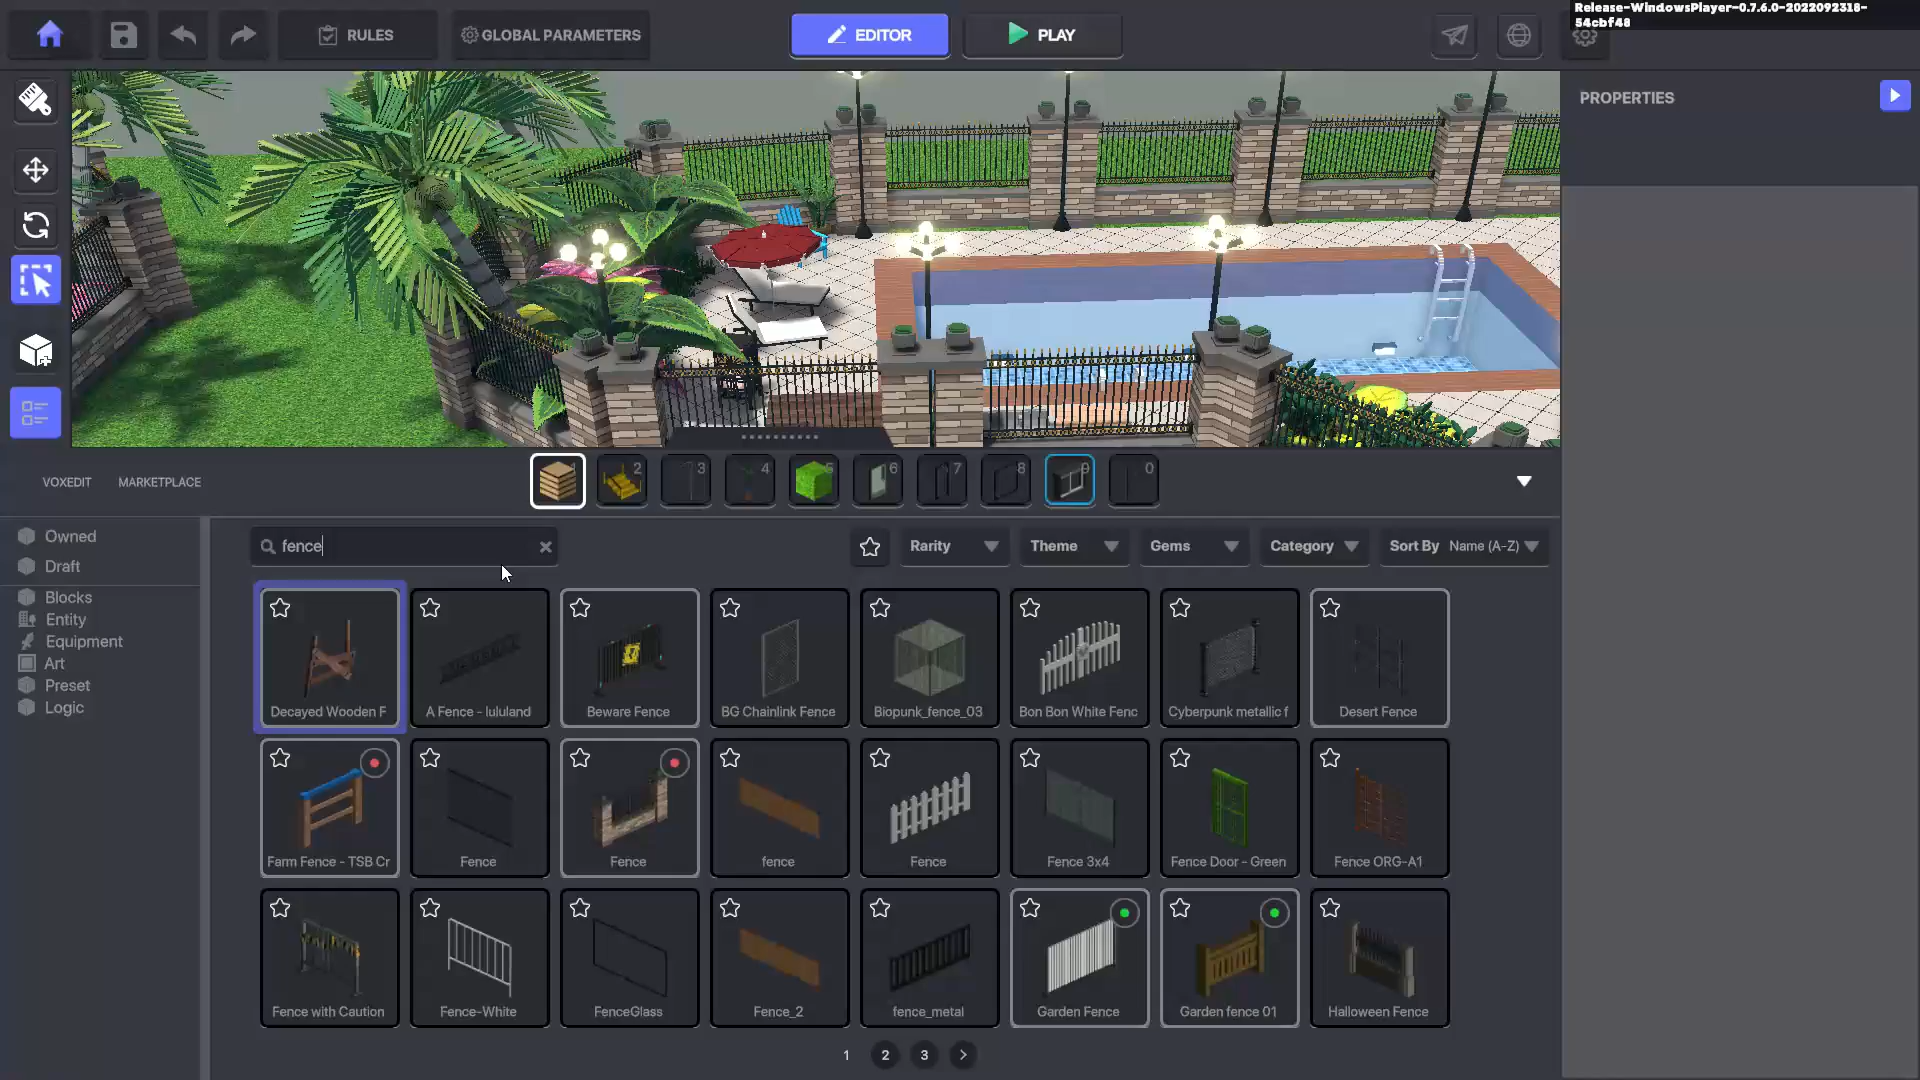 Release-WindowsPlayer-0.7.6.0-2022092318-
54cbf48
RULES
GLOBAL PARAMETERS
EDITOR
PLAY
PROPERTIES
VOXEDIT
MARKETPLACE
1
2
3
4
5
6
7
8
9
0
Owned
Draft
Blocks
Entity
Equipment
Art
Preset
Logic
fence
Rarity
Theme
Gems
Category
Sort By Name (A-Z)
Decayed Wooden F
A Fence - lululand
Beware Fence
BG Chainlink Fence
Biopunk_fence_03
Bon Bon White Fenc
Cyberpunk metallic f
Desert Fence
Farm Fence - TSB Cr
Fence
Fence
fence
Fence
Fence 3x4
Fence Door - Green
Fence ORG-A1
Fence with Caution
Fence-White
FenceGlass
Fence_2
fence_metal
Garden Fence
Garden fence 01
Halloween Fence
1 2 3 >